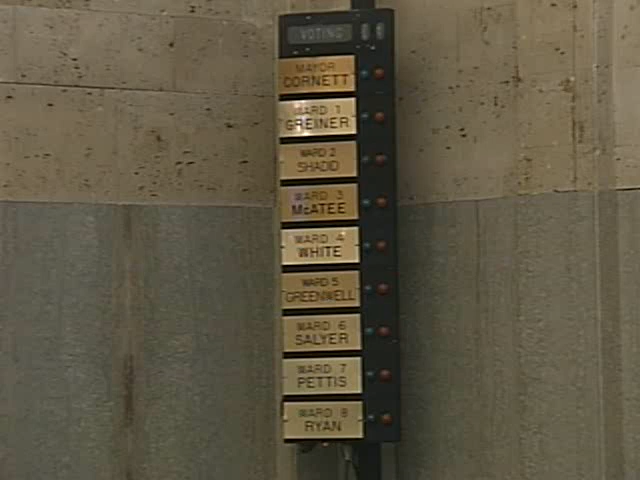 VOTING
MAYOR
CORNETT
WARD 1
GREINER
WARD 2
SHADID
WARD 3
McATEE
WARD 4
WHITE
WARD 5
GREENWELL
WARD 6
SALYER
WARD 7
PETTIS
WARD 8
RYAN